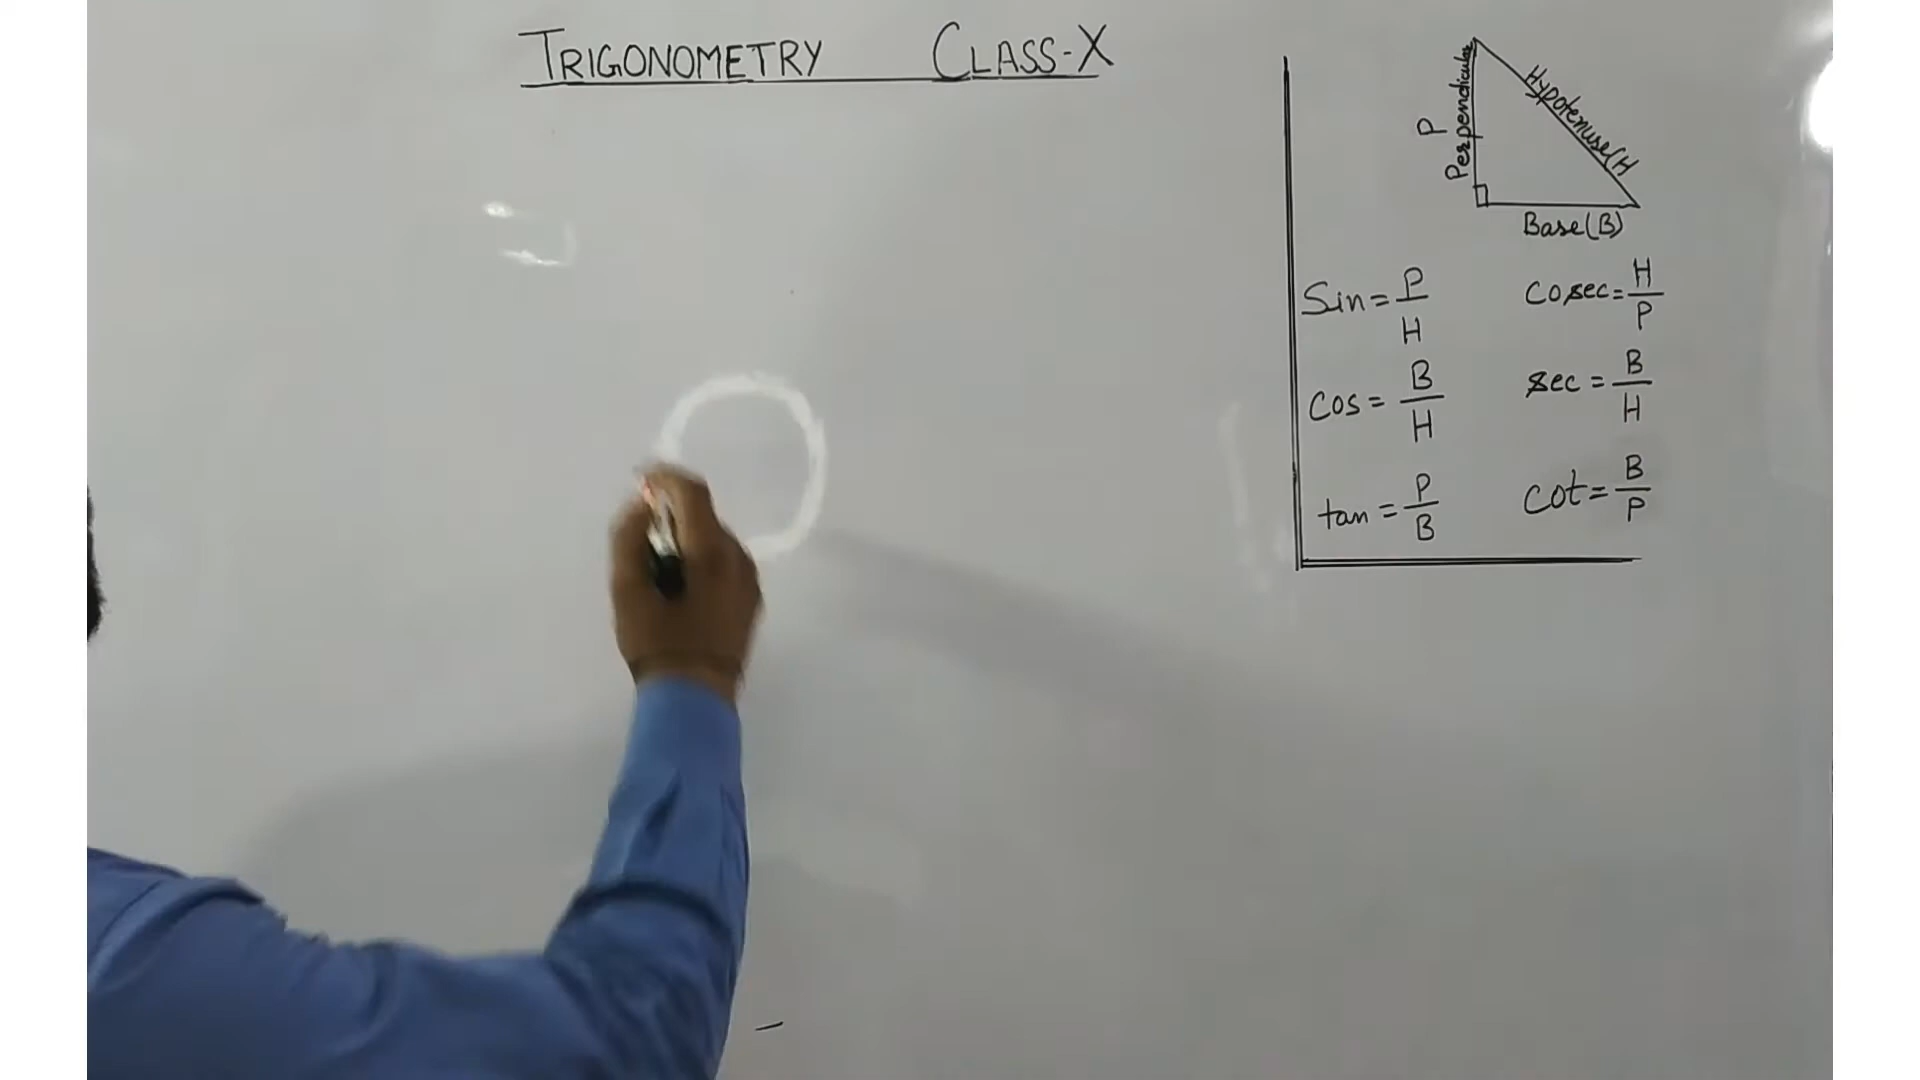 TRIGONOMETRY CLASS-X
P
Perpendicular
Hypotenuse(H
Base(B)
Sin = P/H
Cosec = H/P
Cos = B/H
sec = B/H
tan = P/B
cot = B/P